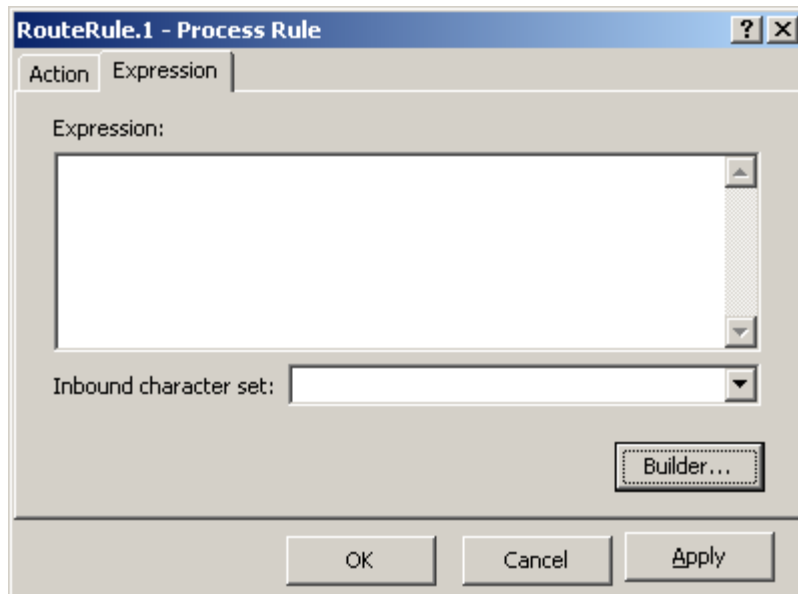 RouteRule.1 - Process Rule
Action Expression
Expression:
Inbound character set:
Builder...
OK Cancel Apply